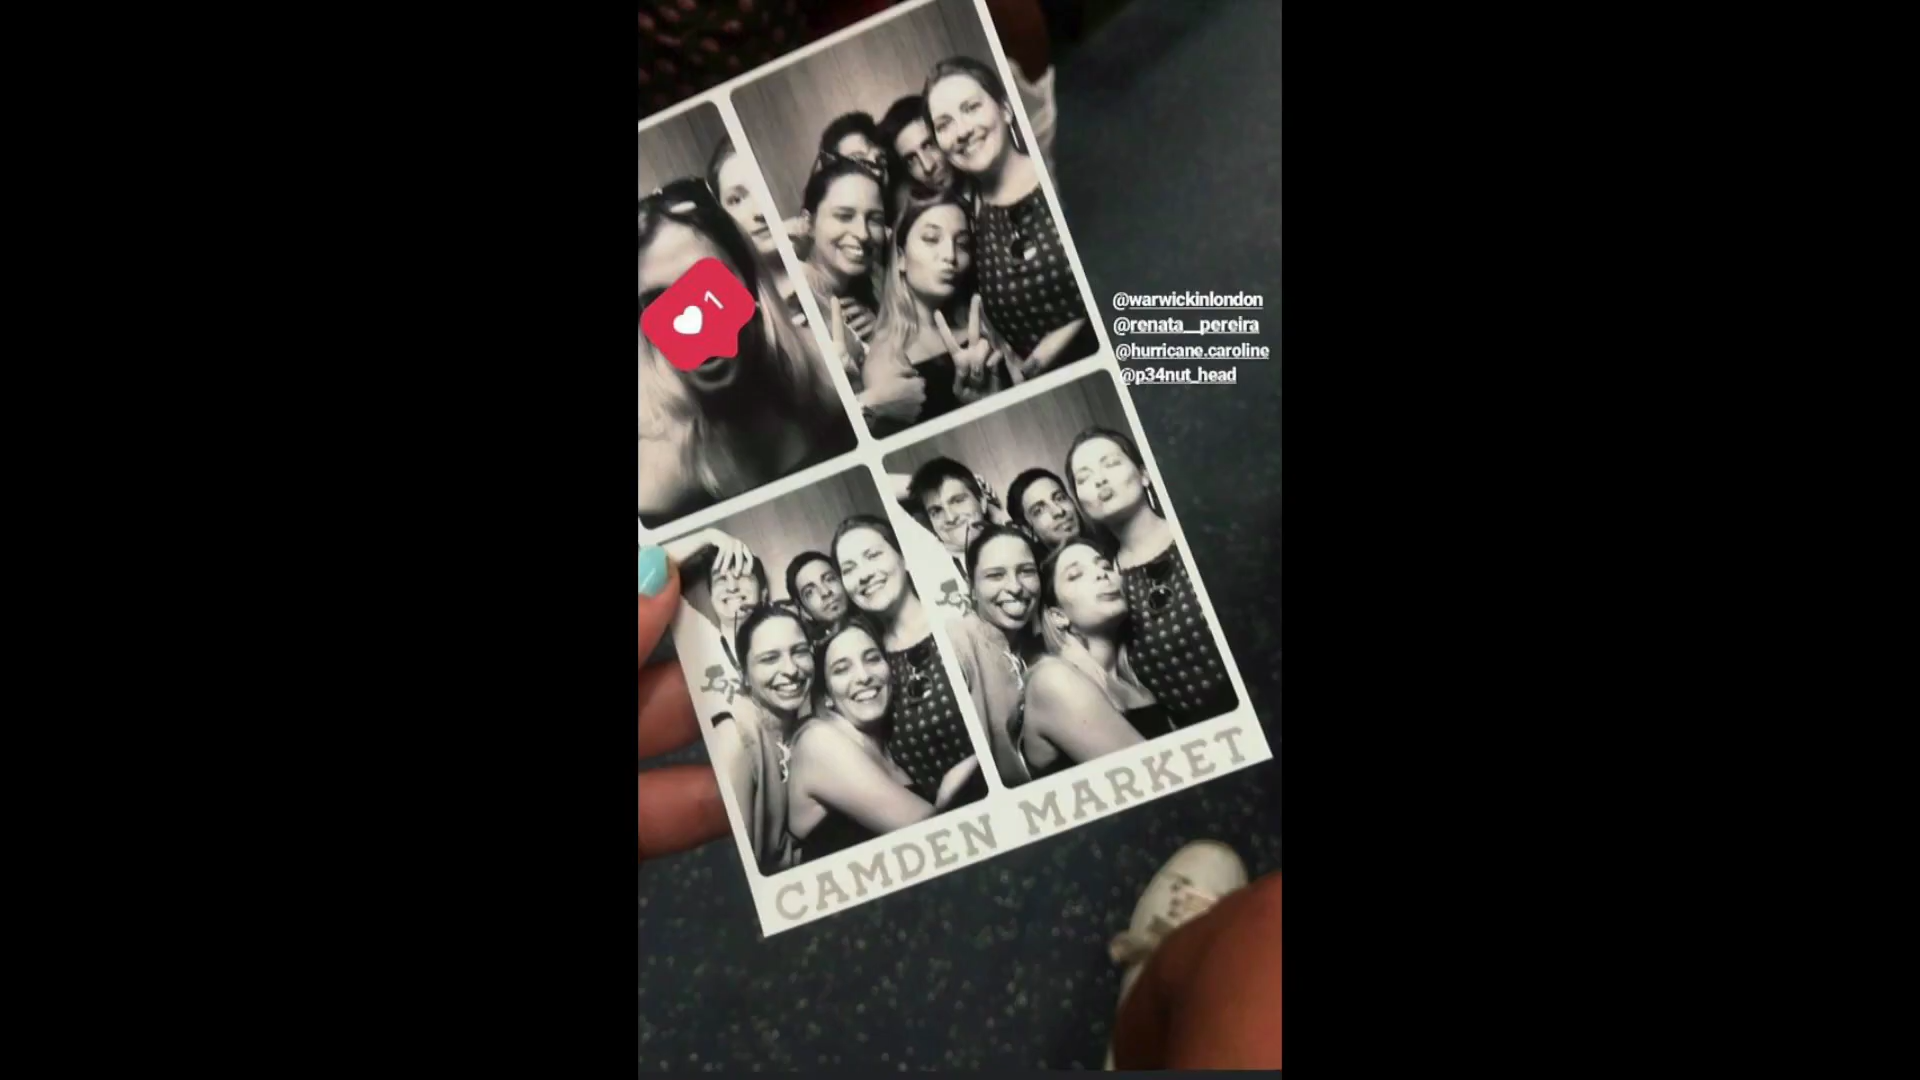 1
@warwickinlondon
@renata__pereira
@hurricane.caroline
@p34nut_head
CAMDEN MARKET